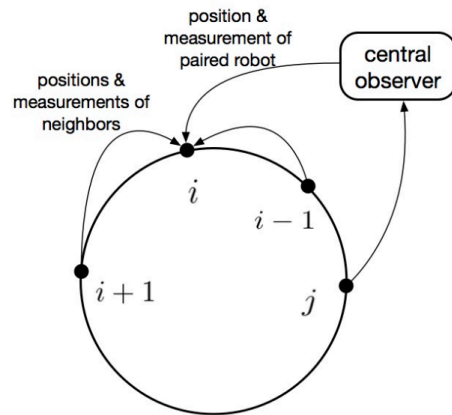 position &
measurement of
paired robot
central
observer
positions &
measurements of
neighbors
i
i − 1
i + 1
j